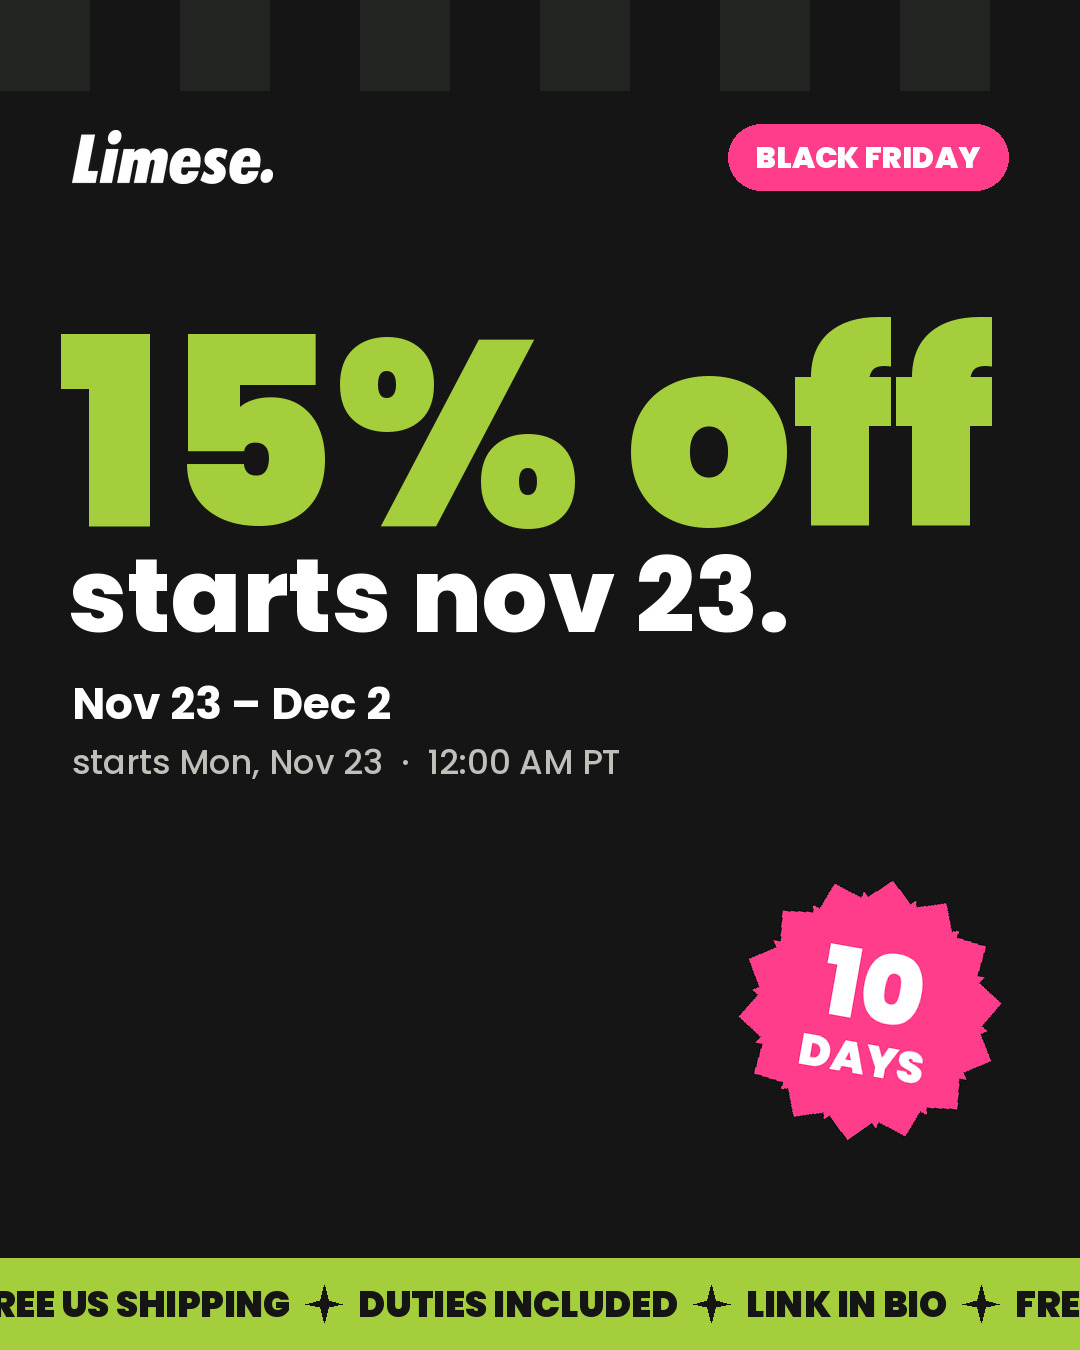 Limese.
BLACK FRIDAY
15% off
starts nov 23.
Nov 23 – Dec 2
starts Mon, Nov 23 · 12:00 AM PT
10
DAYS
REE US SHIPPING ✦ DUTIES INCLUDED ✦ LINK IN BIO ✦ FRE